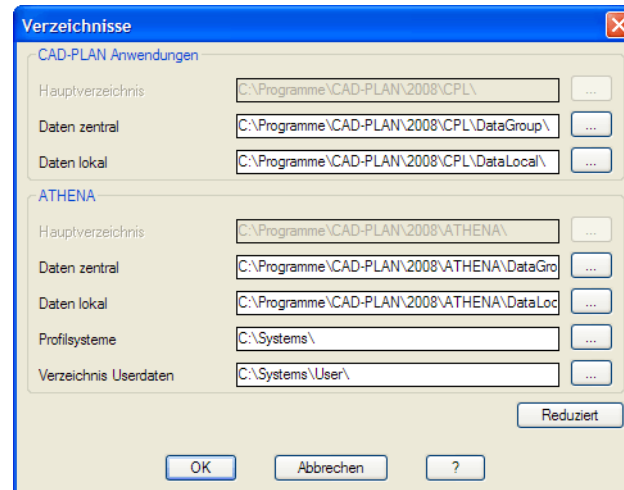 Verzeichnisse
CAD-PLAN Anwendungen
Hauptverzeichnis C:\Programme\CAD-PLAN\2008\CPL\ ...
Daten zentral C:\Programme\CAD-PLAN\2008\CPL\DataGroup\ ...
Daten lokal C:\Programme\CAD-PLAN\2008\CPL\DataLocal\ ...
ATHENA
Hauptverzeichnis C:\Programme\CAD-PLAN\2008\ATHENA\ ...
Daten zentral C:\Programme\CAD-PLAN\2008\ATHENA\DataGro ...
Daten lokal C:\Programme\CAD-PLAN\2008\ATHENA\DataLoc ...
Profilsysteme C:\Systems\ ...
Verzeichnis Userdaten C:\Systems\User\ ...
Reduziert
OK Abbrechen ?